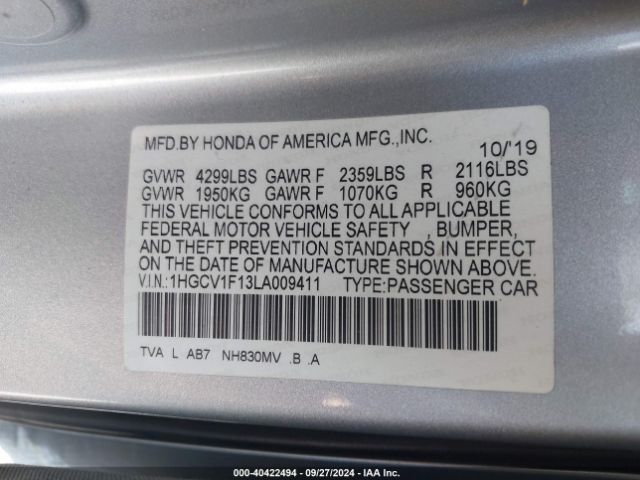 MFD.BY HONDA OF AMERICA MFG.,INC. 10/'19
GVWR 4299LBS GAWR F 2359LBS R 2116LBS
GVWR 1950KG GAWR F 1070KG R 960KG
THIS VEHICLE CONFORMS TO ALL APPLICABLE
FEDERAL MOTOR VEHICLE SAFETY , BUMPER,
AND THEFT PREVENTION STANDARDS IN EFFECT
ON THE DATE OF MANUFACTURE SHOWN ABOVE.
V.I.N.:1HGCV1F13LA009411 TYPE:PASSENGER CAR
TVA L AB7 NH830MV .B .A
000-40422494 - 09/27/2024 - IAA Inc.